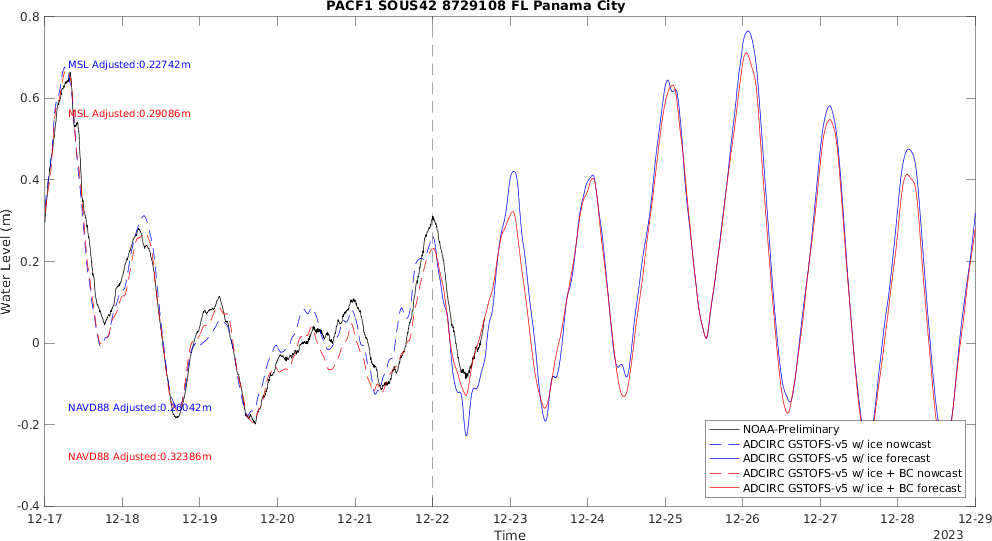 PACF1 SOUS42 8729108 FL Panama City
0.8
0.6
0.4
0.2
0
-0.2
-0.4
Water Level (m)
MSL Adjusted:0.22742m
MSL Adjusted:0.29086m
NAVD88 Adjusted:0.26042m
NAVD88 Adjusted:0.32386m
NOAA-Preliminary
ADCIRC GSTOFS-v5 w/ ice nowcast
ADCIRC GSTOFS-v5 w/ ice forecast
ADCIRC GSTOFS-v5 w/ ice + BC nowcast
ADCIRC GSTOFS-v5 w/ ice + BC forecast
12-17 12-18 12-19 12-20 12-21 12-22 12-23 12-24 12-25 12-26 12-27 12-28 12-29
Time
2023